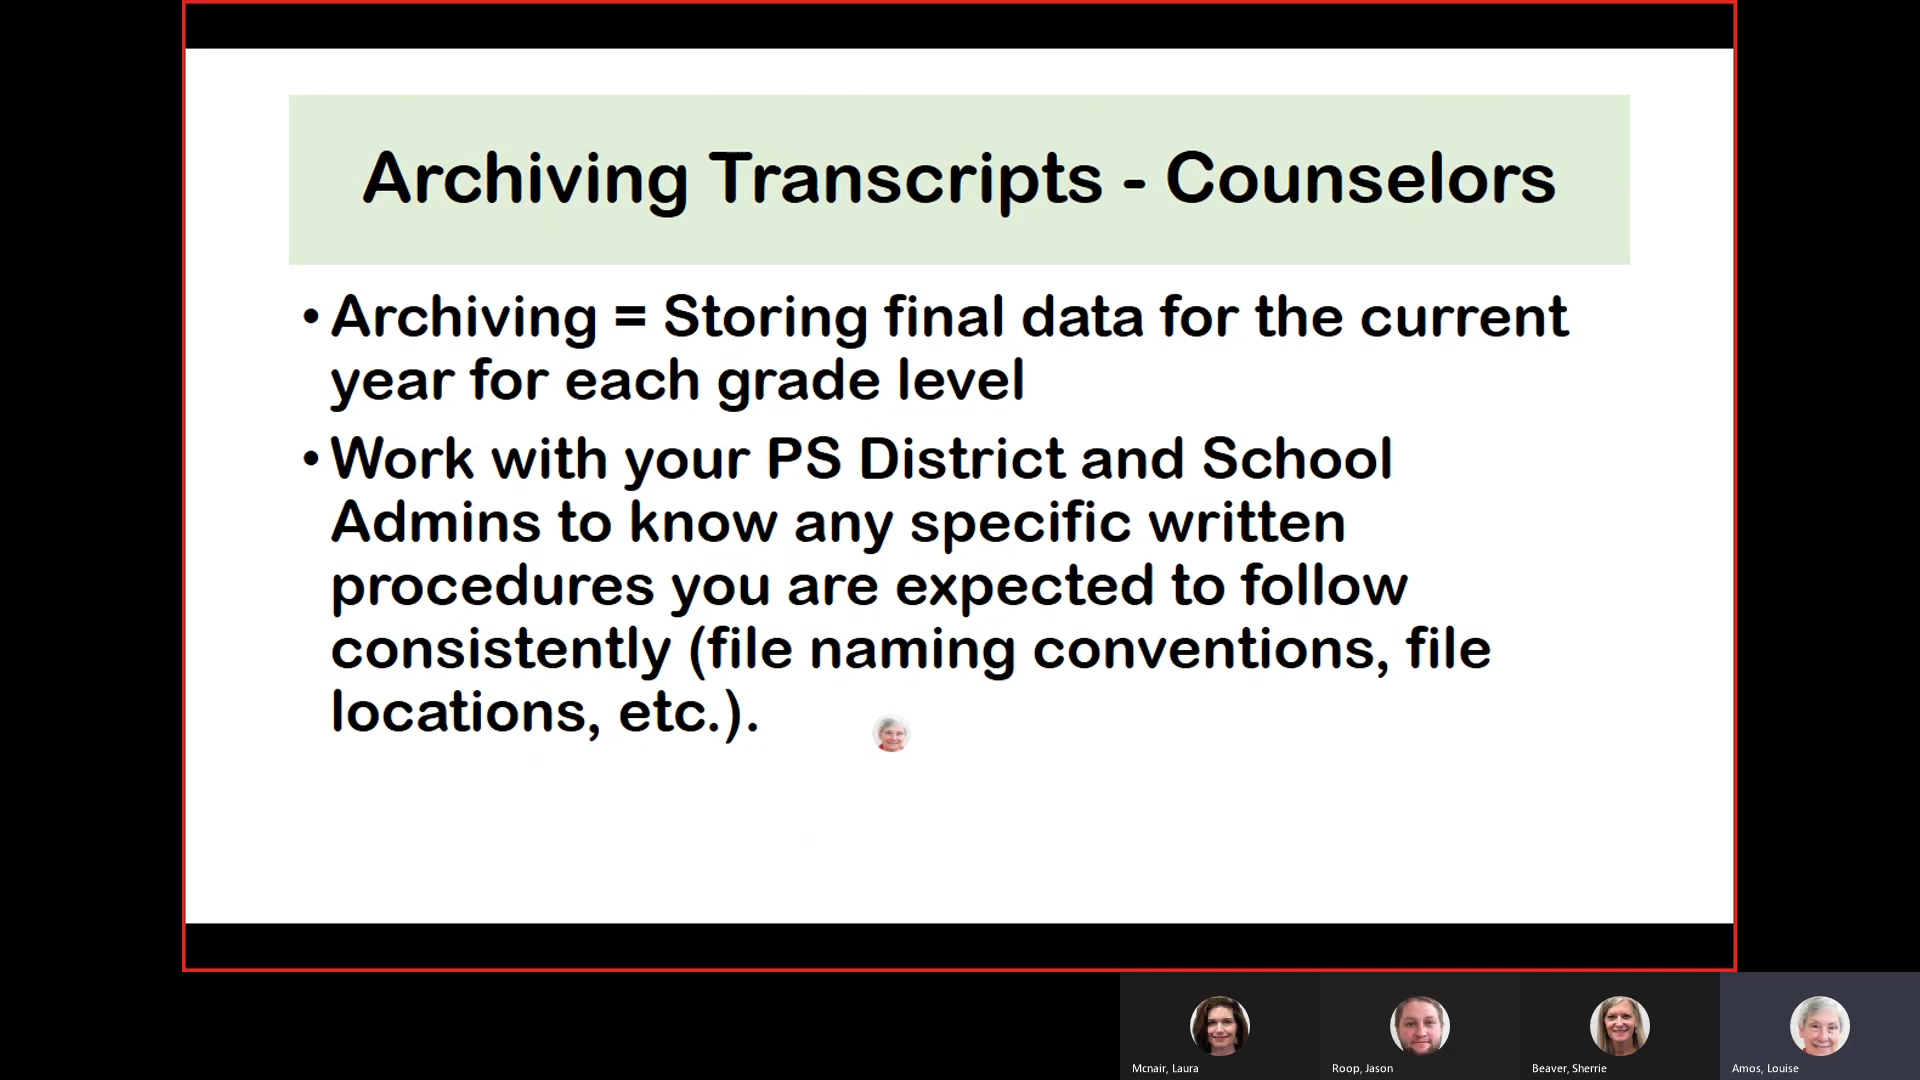 Archiving Transcripts - Counselors
• Archiving = Storing final data for the current
year for each grade level
• Work with your PS District and School
Admins to know any specific written
procedures you are expected to follow
consistently (file naming conventions, file
locations, etc.).
Mcnair, Laura
Roop, Jason
Beaver, Sherrie
Amos, Louise